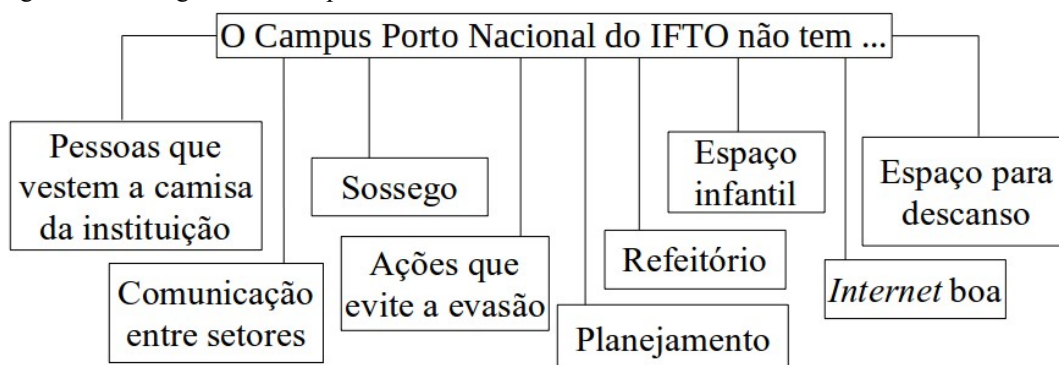 O Campus Porto Nacional do IFTO não tem ...
Pessoas que
vestem a camisa
da instituição
Comunicação
entre setores
Sossego
Ações que
evite a evasão
Planejamento
Refeitório
Espaço
infantil
Internet boa
Espaço para
descanso